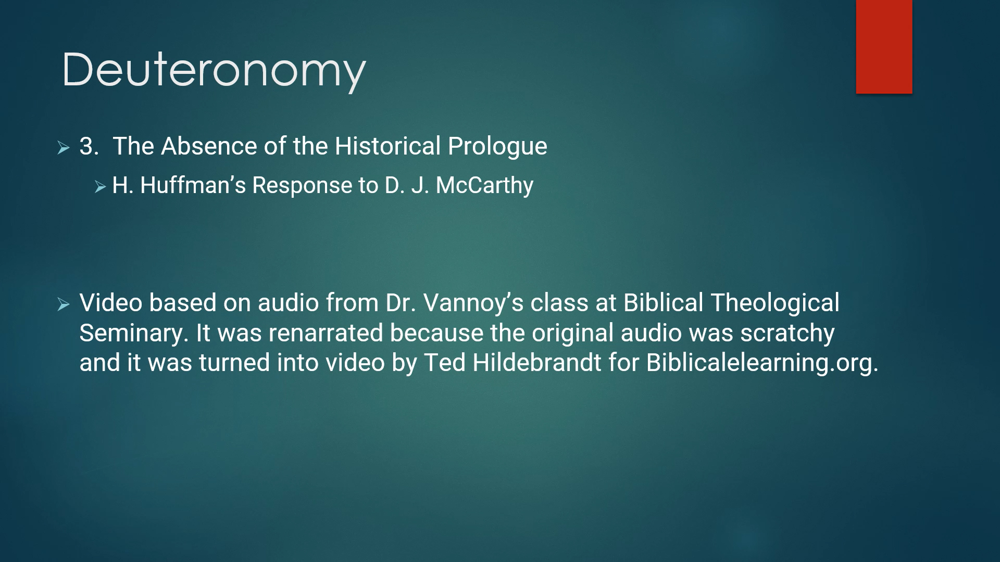 Deuteronomy
3. The Absence of the Historical Prologue
H. Huffman’s Response to D. J. McCarthy
Video based on audio from Dr. Vannoy’s class at Biblical Theological
Seminary. It was renarrated because the original audio was scratchy
and it was turned into video by Ted Hildebrandt for Biblicalelearning.org.